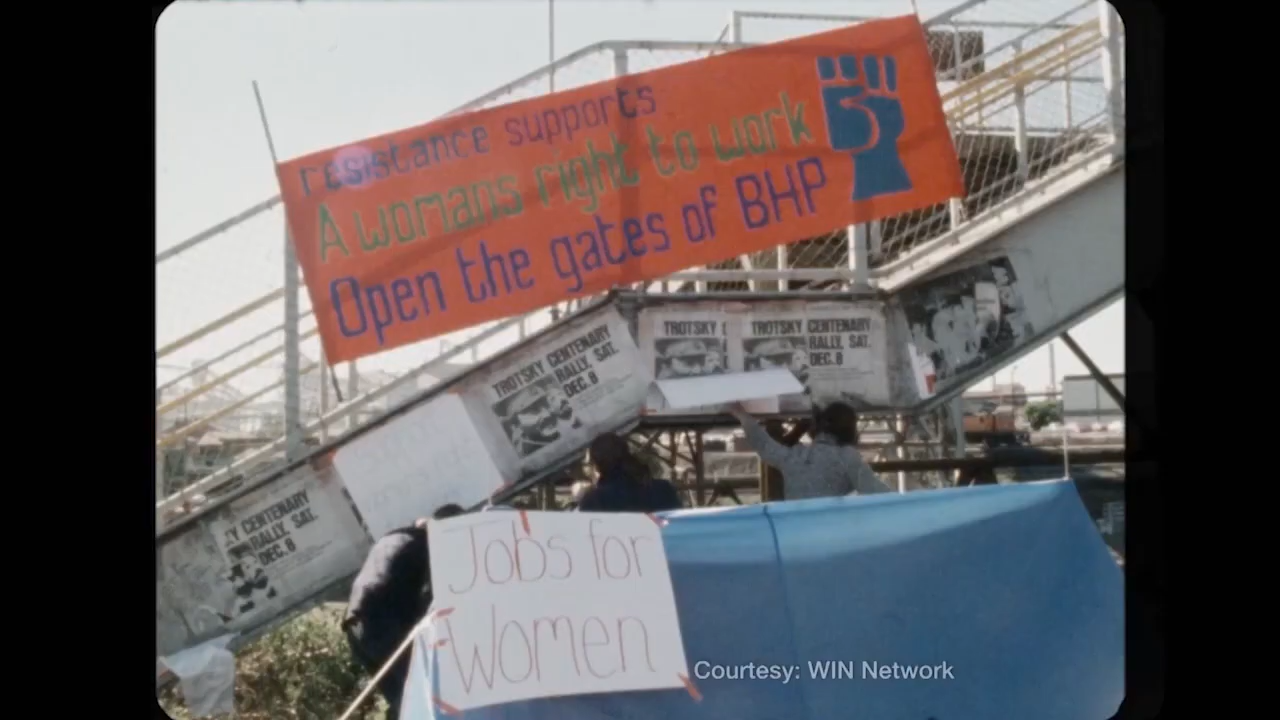 resistance supports
A womans right to work
Open the gates of BHP
TROTSKY CENTENARY
RALLY, SAT.
DEC. 8
TROTSKY
TROTSKY CENTENARY
RALLY, SAT.
DEC. 8
CENTENARY
RALLY, SAT.
DEC. 8
Jobs for
Women
Courtesy: WIN Network